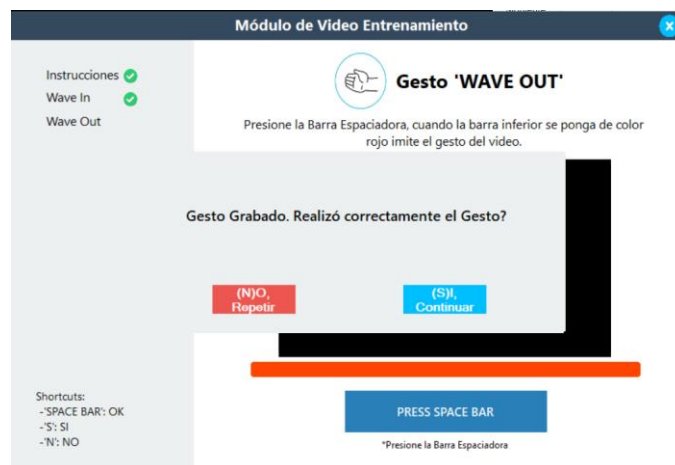 Módulo de Video Entrenamiento
x
Instrucciones
Wave In
Wave Out
Gesto 'WAVE OUT'
Presione la Barra Espaciadora, cuando la barra inferior se ponga de color
rojo imite el gesto del video.
Gesto Grabado. Realizó correctamente el Gesto?
(N)O,
Repetir
(S)I,
Continuar
Shortcuts:
-'SPACE BAR': OK
-'S': SI
-'N': NO
PRESS SPACE BAR
*Presione la Barra Espaciadora